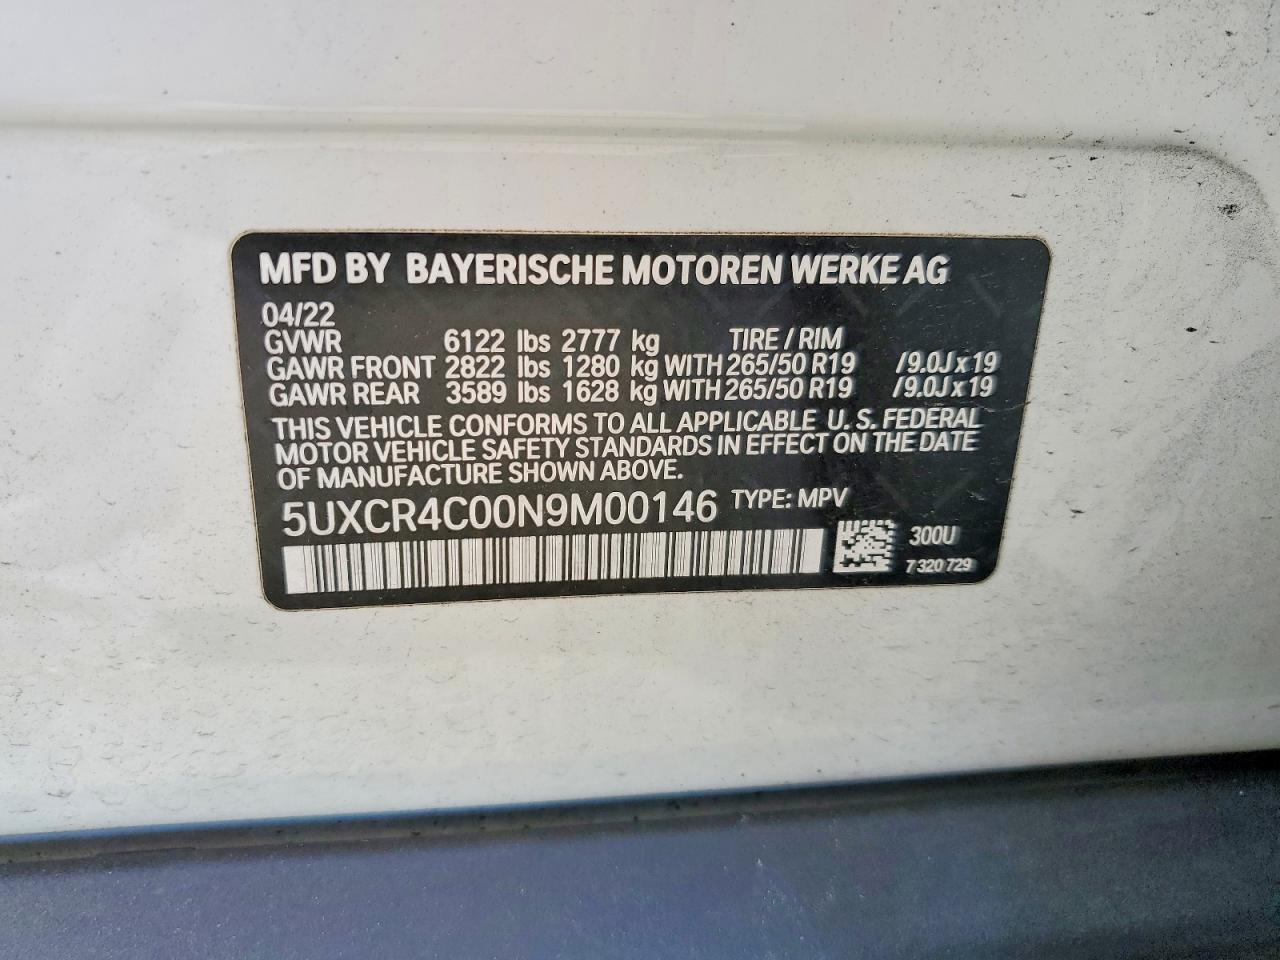 MFD BY BAYERISCHE MOTOREN WERKE AG
04/22
GVWR 6122 lbs 2777 kg TIRE / RIM
GAWR FRONT 2822 lbs 1280 kg WITH 265/50 R19 /9.0J x 19
GAWR REAR 3589 lbs 1628 kg WITH 265/50 R19 /9.0J x 19
THIS VEHICLE CONFORMS TO ALL APPLICABLE U. S. FEDERAL
MOTOR VEHICLE SAFETY STANDARDS IN EFFECT ON THE DATE
OF MANUFACTURE SHOWN ABOVE.
5UXCR4C00N9M00146 TYPE: MPV
300U
7 320 729